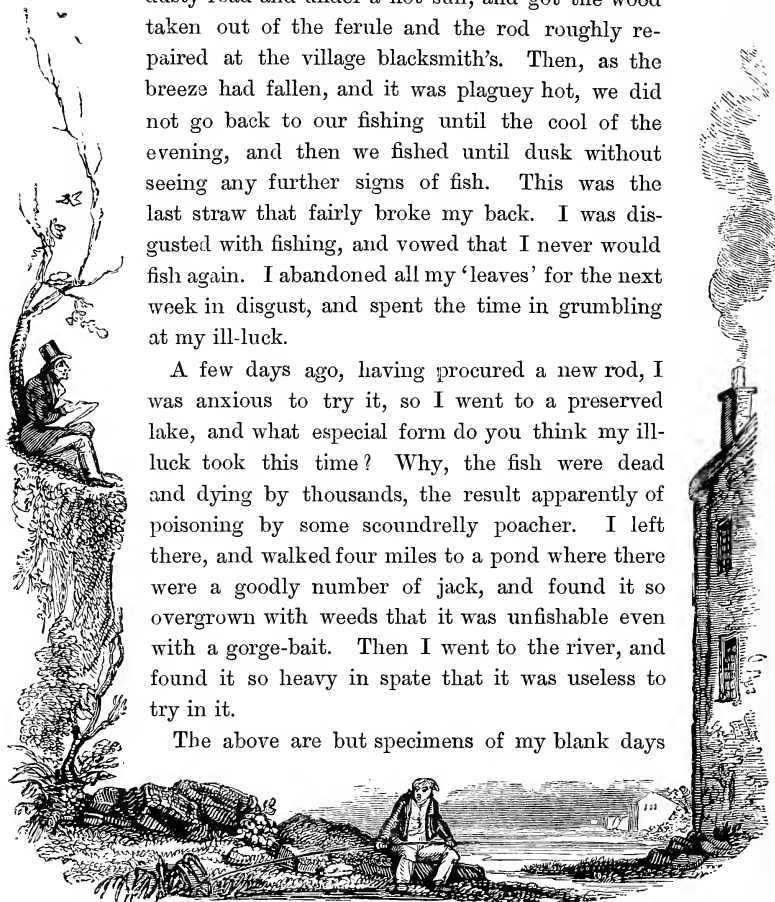 dusty road and under a hot sun, and got the wood
taken out of the ferule and the rod roughly re-
paired at the village blacksmith's. Then, as the
breeze had fallen, and it was plaguey hot, we did
not go back to our fishing until the cool of the
evening, and then we fished until dusk without
seeing any further signs of fish. This was the
last straw that fairly broke my back. I was dis-
gusted with fishing, and vowed that I never would
fish again. I abandoned all my 'leaves' for the next
week in disgust, and spent the time in grumbling
at my ill-luck.
A few days ago, having procured a new rod, I
was anxious to try it, so I went to a preserved
lake, and what especial form do you think my ill-
luck took this time? Why, the fish were dead
and dying by thousands, the result apparently of
poisoning by some scoundrelly poacher. I left
there, and walked four miles to a pond where there
were a goodly number of jack, and found it so
overgrown with weeds that it was unfishable even
with a gorge-bait. Then I went to the river, and
found it so heavy in spate that it was useless to
try in it.
The above are but specimens of my blank days